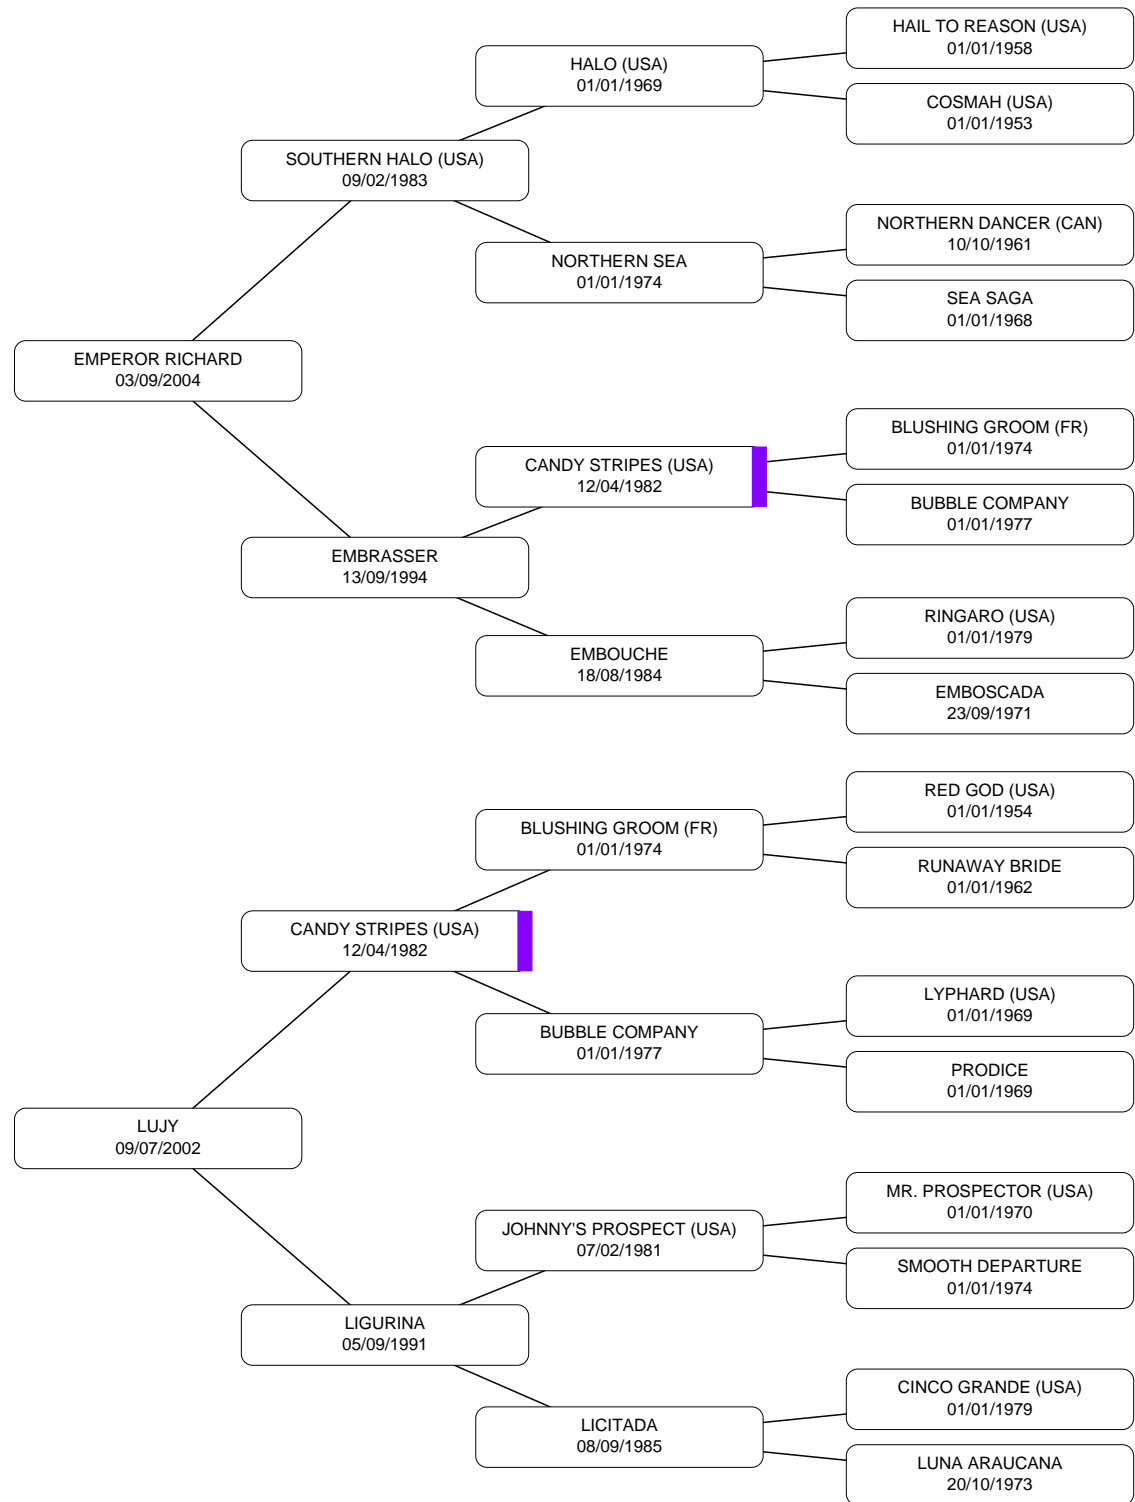 HAIL TO REASON (USA)
01/01/1958
HALO (USA)
01/01/1969
COSMAH (USA)
01/01/1953
SOUTHERN HALO (USA)
09/02/1983
NORTHERN DANCER (CAN)
10/10/1961
NORTHERN SEA
01/01/1974
SEA SAGA
01/01/1968
EMPEROR RICHARD
03/09/2004
BLUSHING GROOM (FR)
01/01/1974
CANDY STRIPES (USA)
12/04/1982
BUBBLE COMPANY
01/01/1977
EMBRASSER
13/09/1994
RINGARO (USA)
01/01/1979
EMBOUCHE
18/08/1984
EMBOSCADA
23/09/1971
RED GOD (USA)
01/01/1954
BLUSHING GROOM (FR)
01/01/1974
RUNAWAY BRIDE
01/01/1962
CANDY STRIPES (USA)
12/04/1982
LYPHARD (USA)
01/01/1969
BUBBLE COMPANY
01/01/1977
PRODICE
01/01/1969
LUJY
09/07/2002
MR. PROSPECTOR (USA)
01/01/1970
JOHNNY'S PROSPECT (USA)
07/02/1981
SMOOTH DEPARTURE
01/01/1974
LIGURINA
05/09/1991
CINCO GRANDE (USA)
01/01/1979
LICITADA
08/09/1985
LUNA ARAUCANA
20/10/1973